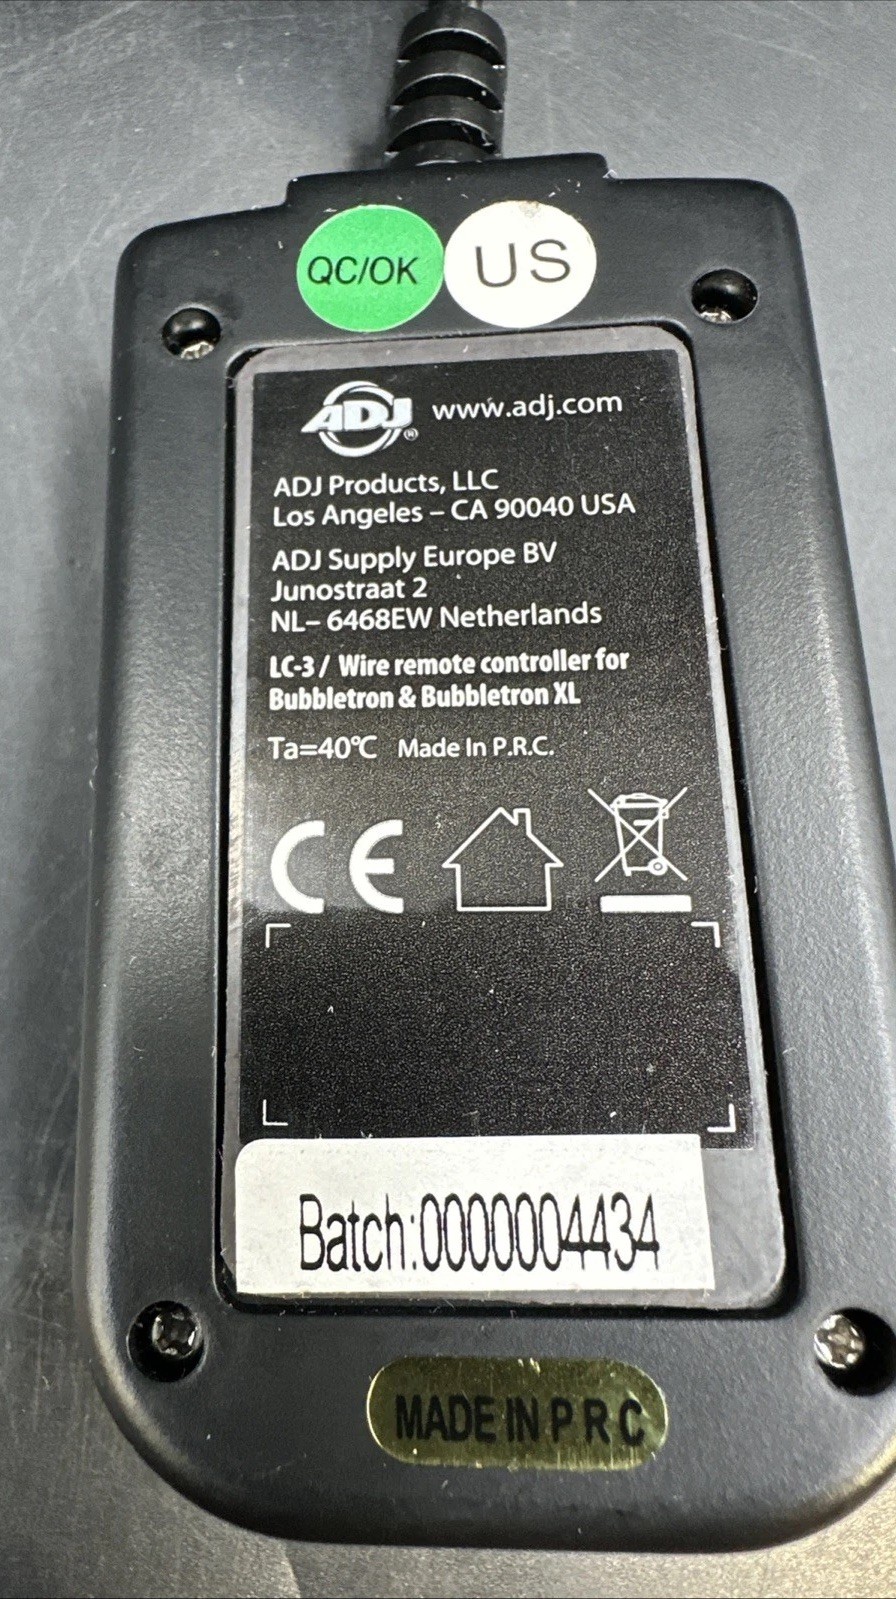 QC/OK
US
ADJ® www.adj.com
ADJ Products, LLC
Los Angeles – CA 90040 USA
ADJ Supply Europe BV
Junostraat 2
NL– 6468EW Netherlands
LC-3 / Wire remote controller for
Bubbletron & Bubbletron XL
Ta=40℃ Made In P.R.C.
CE
Batch:0000004434
MADE IN P R C